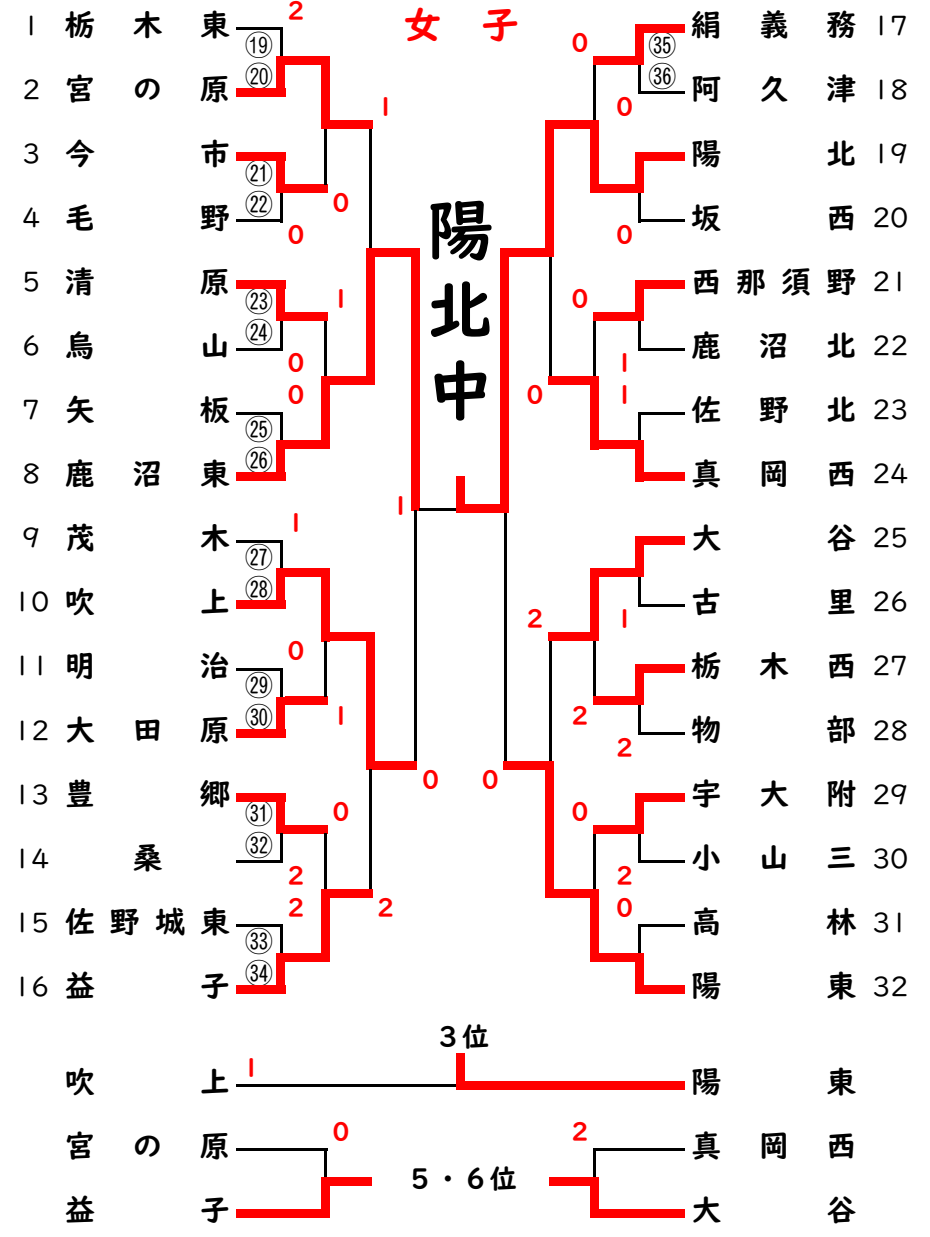 女子
陽北中
1 栃木東 2
⑲
⑳
2 宮の原
1
3 今市
㉑
㉒
0
4 毛野 0
5 清原
㉓
1
㉔
6 烏山 0
7 矢板 0
㉕
㉖
8 鹿沼東
1
9 茂木 1
㉗
㉘
10 吹上
11 明治 0
㉙
㉚
1
12 大田原
0
13 豊郷
㉛
0
㉜
14 桑 2
15 佐野城東 2 2
㉝
㉞
16 益子
0 絹義務 17
㉟
㊱
阿久津 18
0
陽北 19
0 坂西 20
西那須野 21
0
鹿沼北 22
1
0 1 佐野北 23
真岡西 24
大谷 25
古里 26
2 1
栃木西 27
2
物部 28
2
0
宇大附 29
0
小山三 30
2
0 高林 31
陽東 32
3位
吹上 1 陽東
宮の原 0 2 真岡西
5・6位
益子 大谷